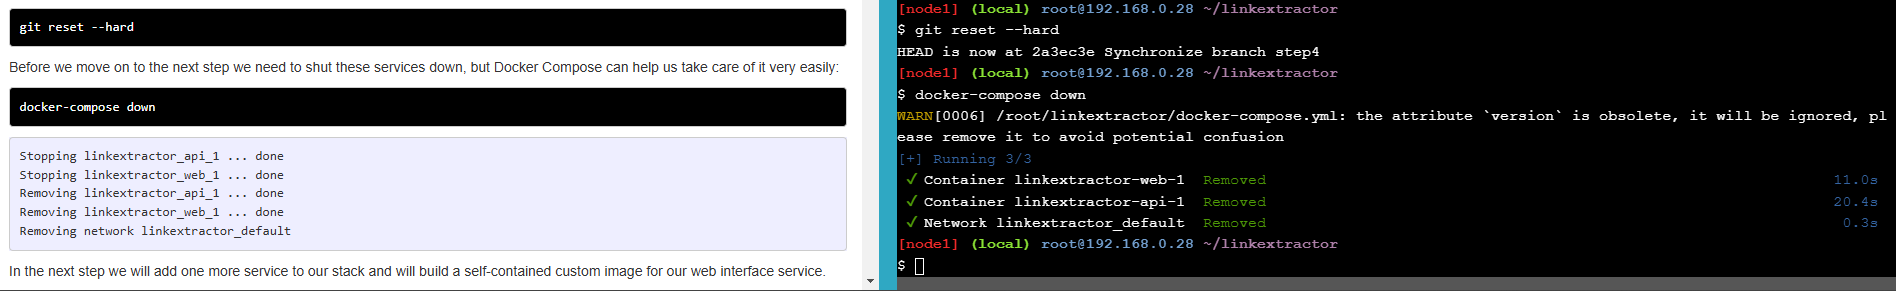 git reset --hard
Before we move on to the next step we need to shut these services down, but Docker Compose can help us take care of it very easily:
docker-compose down
Stopping linkextractor_api_1 ... done
Stopping linkextractor_web_1 ... done
Removing linkextractor_api_1 ... done
Removing linkextractor_web_1 ... done
Removing network linkextractor_default
In the next step we will add one more service to our stack and will build a self-contained custom image for our web interface service.
[node1] (local) root@192.168.0.28 ~/linkextractor
$ git reset --hard
HEAD is now at 2a3ec3e Synchronize branch step4
[node1] (local) root@192.168.0.28 ~/linkextractor
$ docker-compose down
WARN[0006] /root/linkextractor/docker-compose.yml: the attribute `version` is obsolete, it will be ignored, pl
ease remove it to avoid potential confusion
[+] Running 3/3
✓ Container linkextractor-web-1 Removed 11.0s
✓ Container linkextractor-api-1 Removed 20.4s
✓ Network linkextractor_default Removed 0.3s
[node1] (local) root@192.168.0.28 ~/linkextractor
$